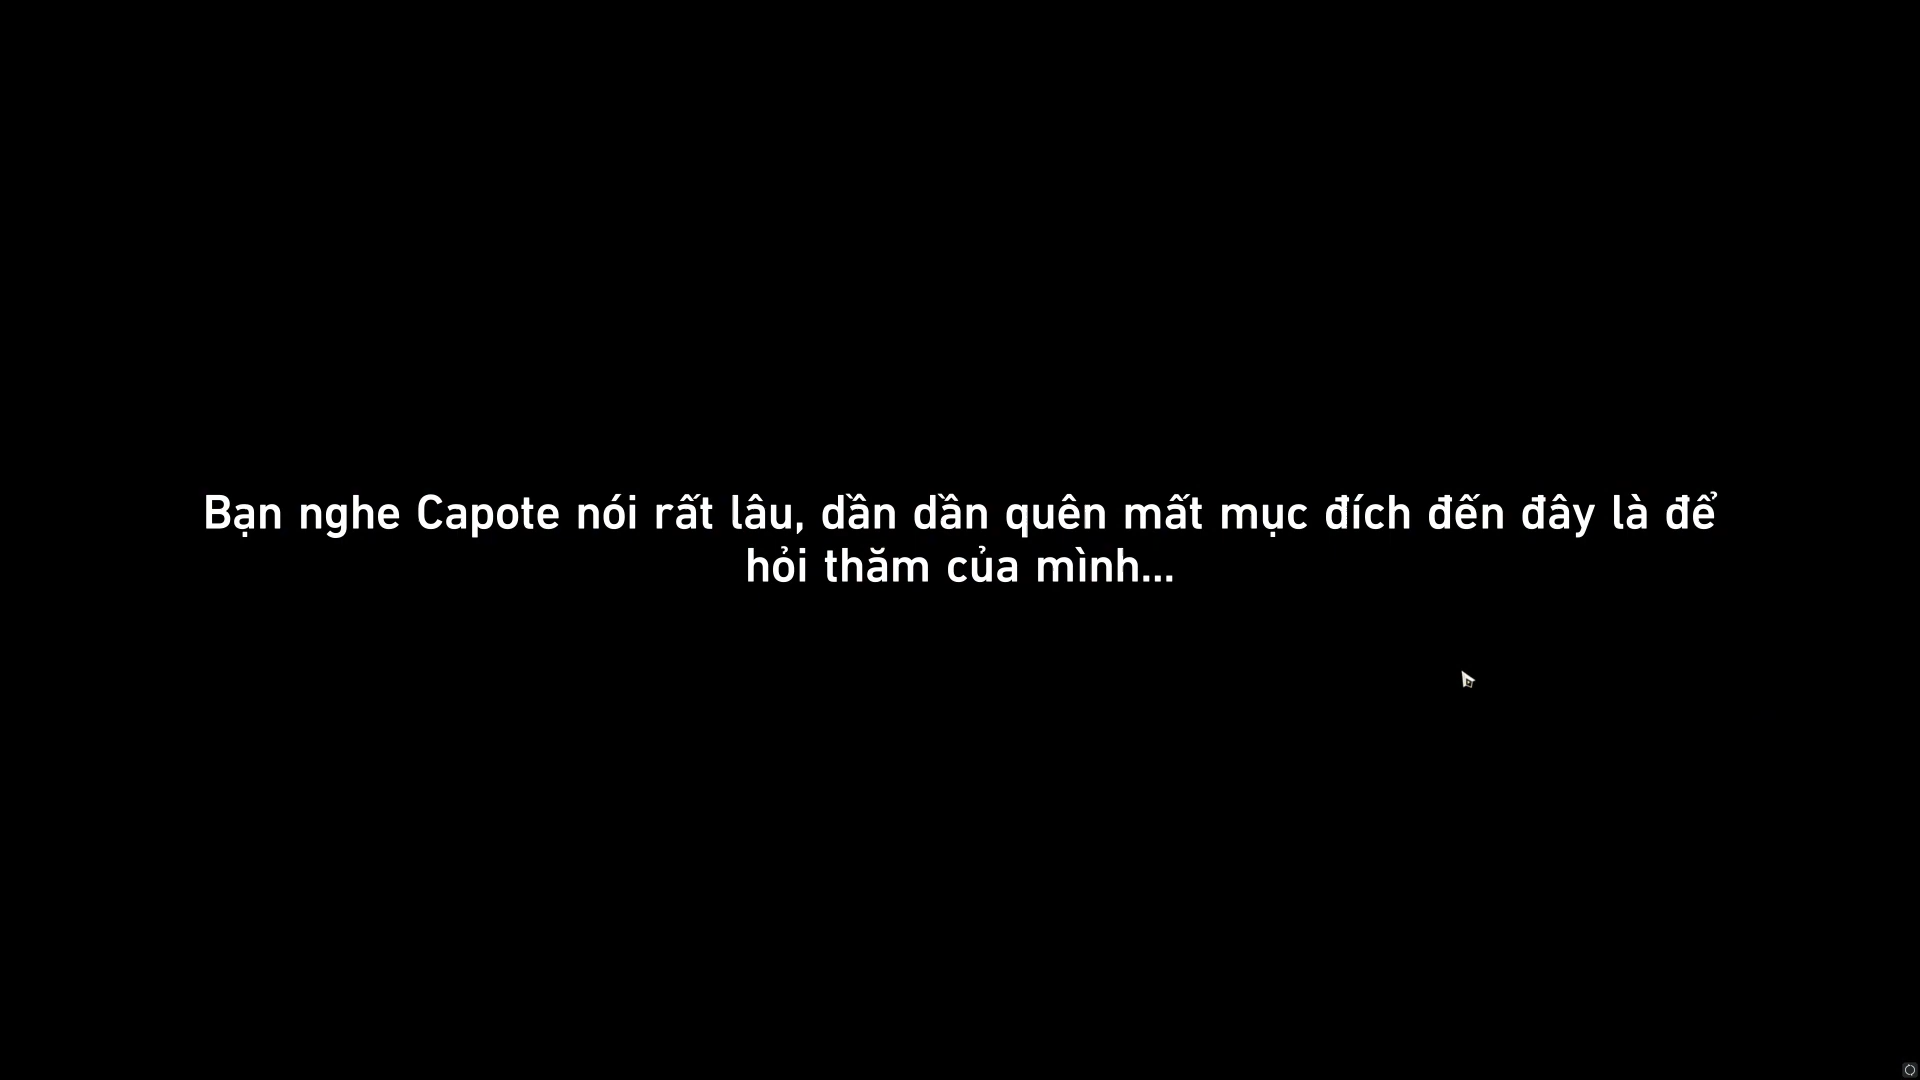 Bạn nghe Capote nói rất lâu, dần dần quên mất mục đích đến đây là để
hỏi thăm của mình...